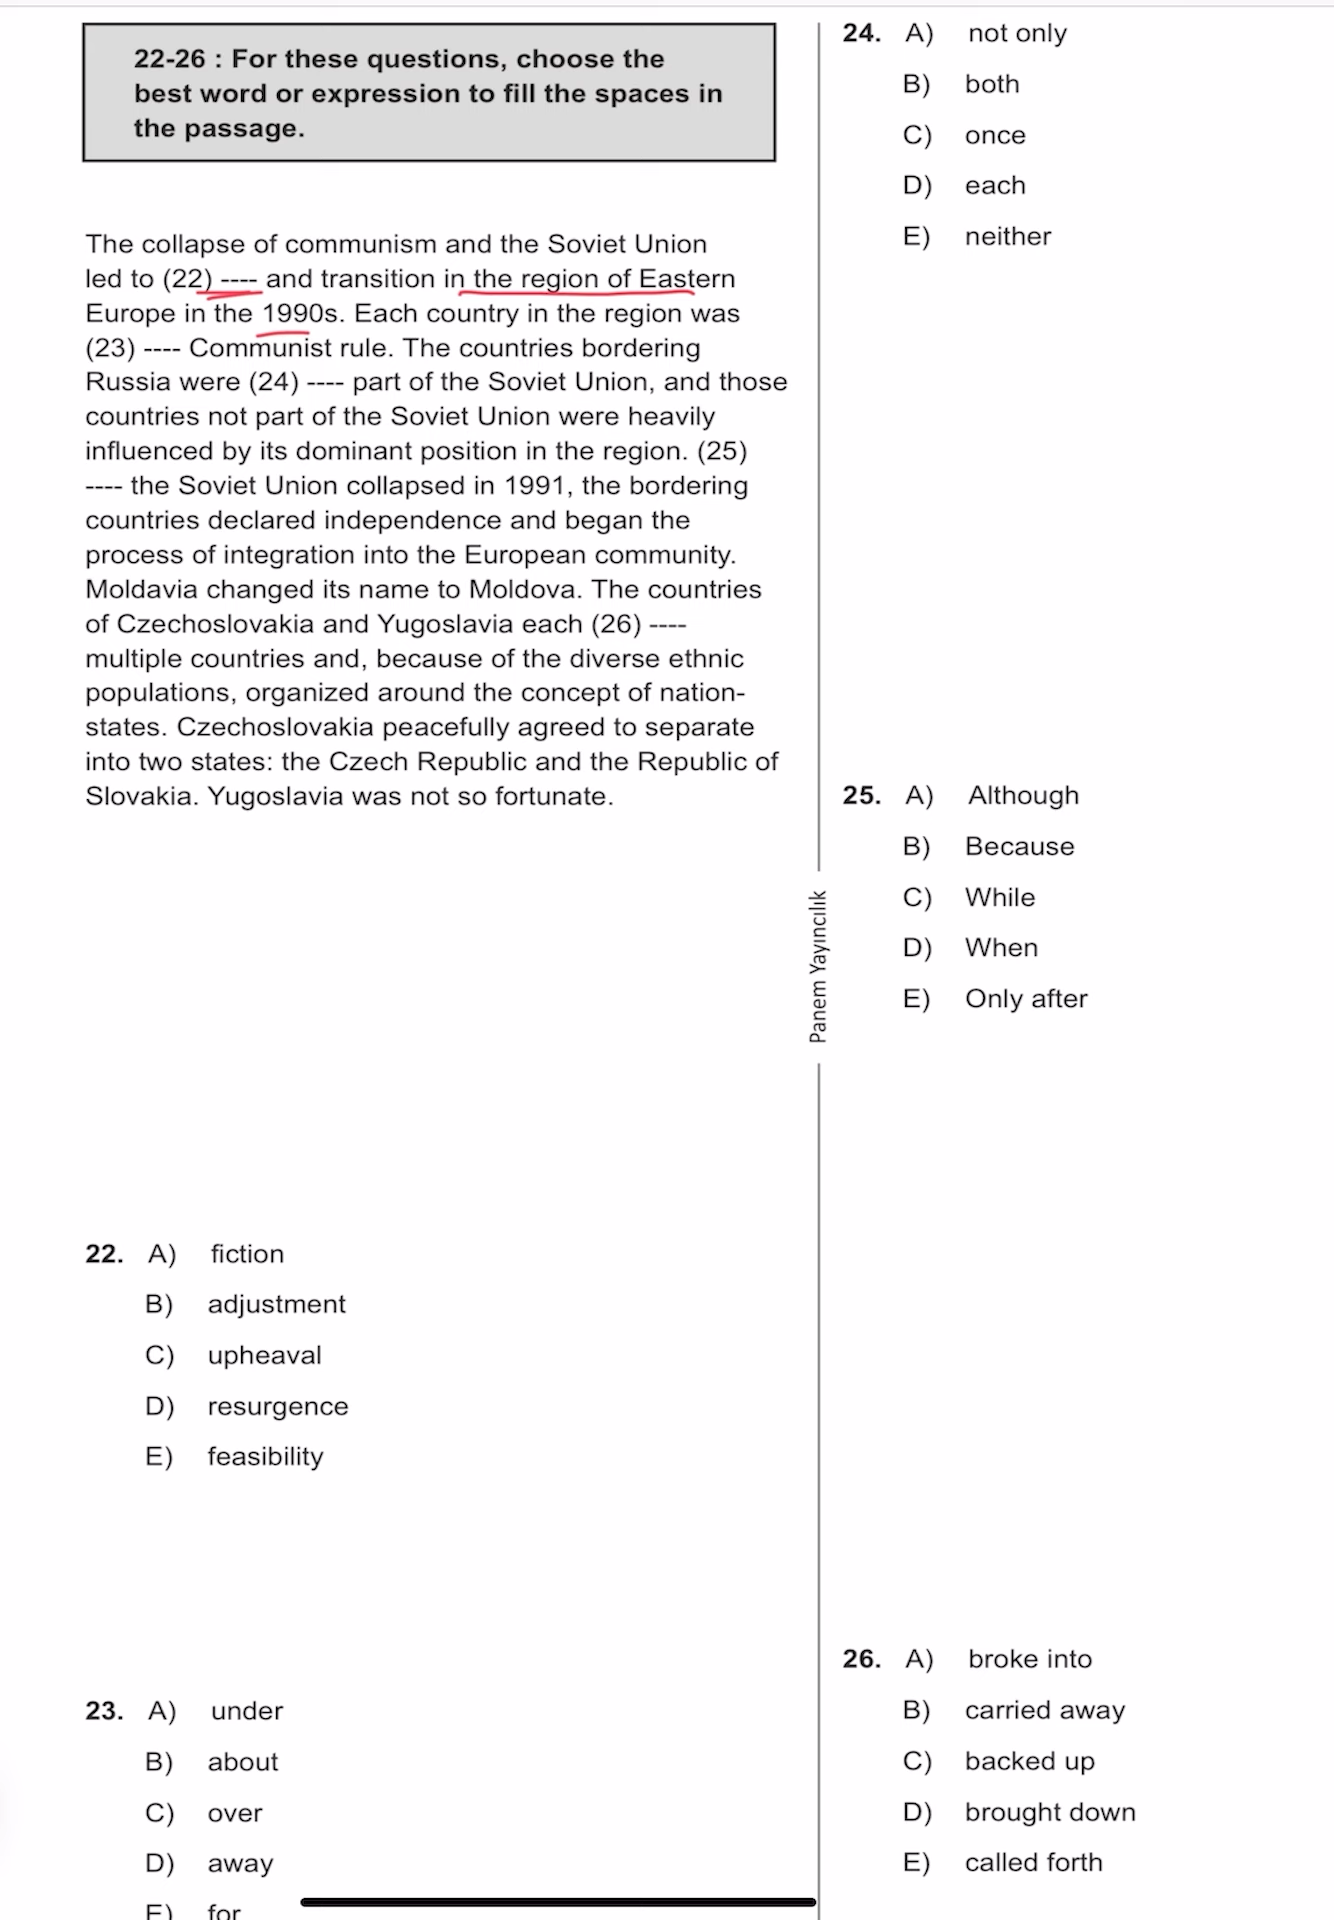 22-26 : For these questions, choose the
best word or expression to fill the spaces in
the passage.
The collapse of communism and the Soviet Union
led to (22) ---- and transition in the region of Eastern
Europe in the 1990s. Each country in the region was
(23) ---- Communist rule. The countries bordering
Russia were (24) ---- part of the Soviet Union, and those
countries not part of the Soviet Union were heavily
influenced by its dominant position in the region. (25)
---- the Soviet Union collapsed in 1991, the bordering
countries declared independence and began the
process of integration into the European community.
Moldavia changed its name to Moldova. The countries
of Czechoslovakia and Yugoslavia each (26) ----
multiple countries and, because of the diverse ethnic
populations, organized around the concept of nation-
states. Czechoslovakia peacefully agreed to separate
into two states: the Czech Republic and the Republic of
Slovakia. Yugoslavia was not so fortunate.
22. A) fiction
B) adjustment
C) upheaval
D) resurgence
E) feasibility
23. A) under
B) about
C) over
D) away
E) for
24. A) not only
B) both
C) once
D) each
E) neither
25. A) Although
B) Because
C) While
D) When
E) Only after
26. A) broke into
B) carried away
C) backed up
D) brought down
E) called forth
Panem Yayıncılık